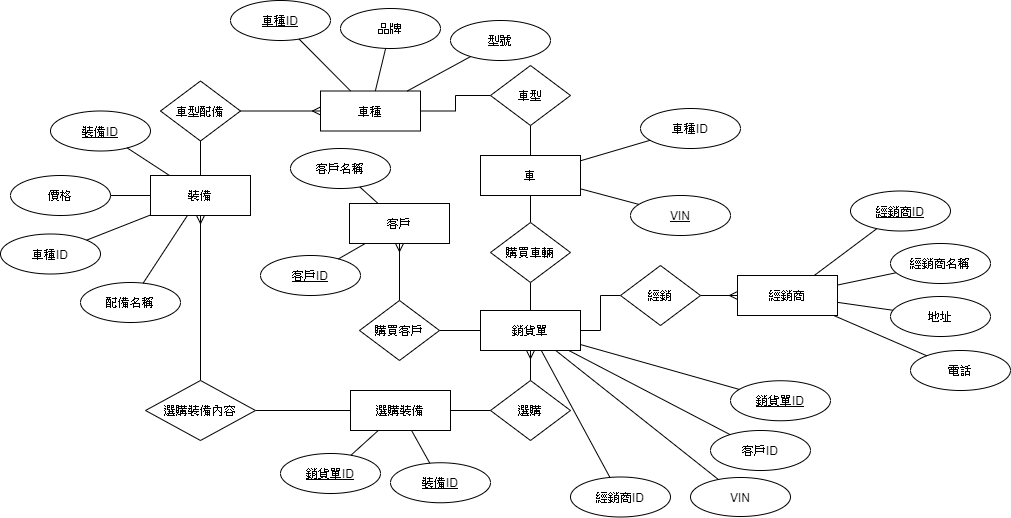 車種ID
品牌
型號
車型配備
車種
車型
裝備ID
車種ID
客戶名稱
價格
裝備
車
VIN
經銷商ID
客戶
車種ID
客戶ID
購買車輛
經銷商名稱
配備名稱
經銷
經銷商
地址
購買客戶
銷貨單
電話
選購裝備內容
選購裝備
選購
銷貨單ID
客戶ID
銷貨單ID
裝備ID
經銷商ID
VIN